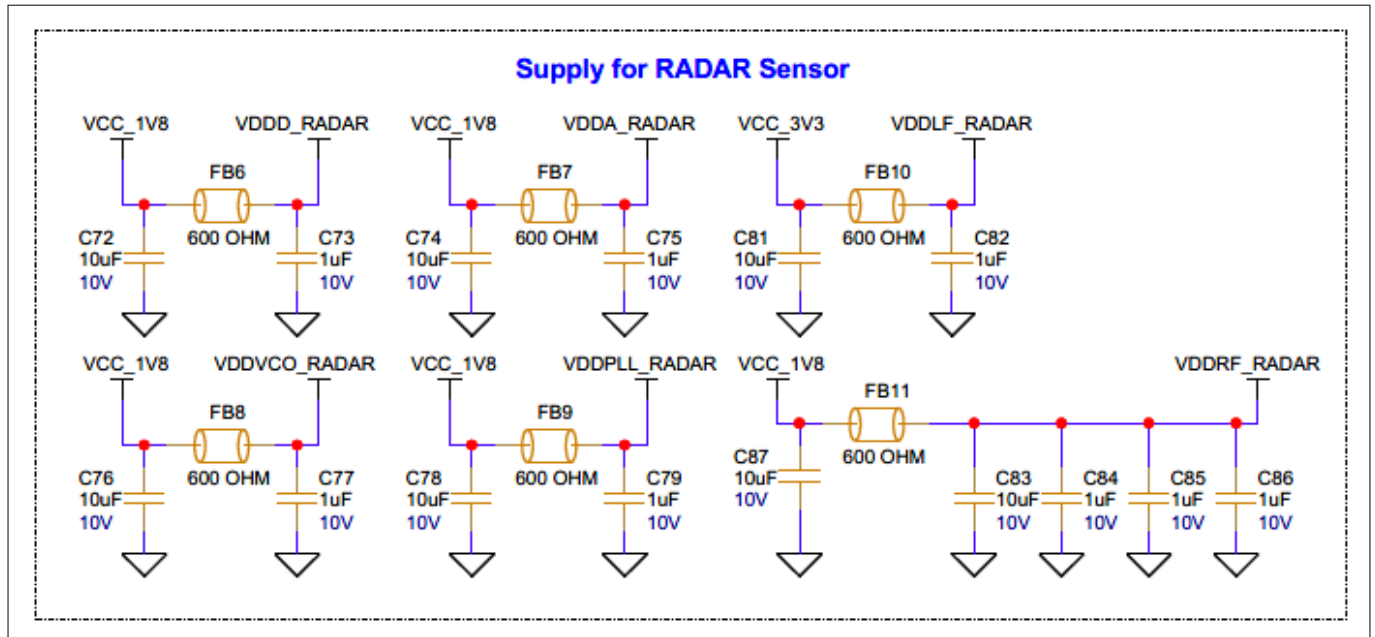 Supply for RADAR Sensor
VCC_1V8 VDDD_RADAR VCC_1V8 VDDA_RADAR VCC_3V3 VDDLF_RADAR
FB6 FB7 FB10
600 OHM 600 OHM 600 OHM
C72 C73 C74 C75 C81 C82
10uF 1uF 10uF 1uF 10uF 1uF
10V 10V 10V 10V 10V 10V
VCC_1V8 VDDVCO_RADAR VCC_1V8 VDDPLL_RADAR VCC_1V8 VDDRF_RADAR
FB11
FB8 FB9
600 OHM
C87
10uF
10V
600 OHM 600 OHM
C76 C77 C78 C79 C83 C84 C85 C86
10uF 1uF 10uF 1uF 10uF 1uF 1uF 1uF
10V 10V 10V 10V 10V 10V 10V 10V